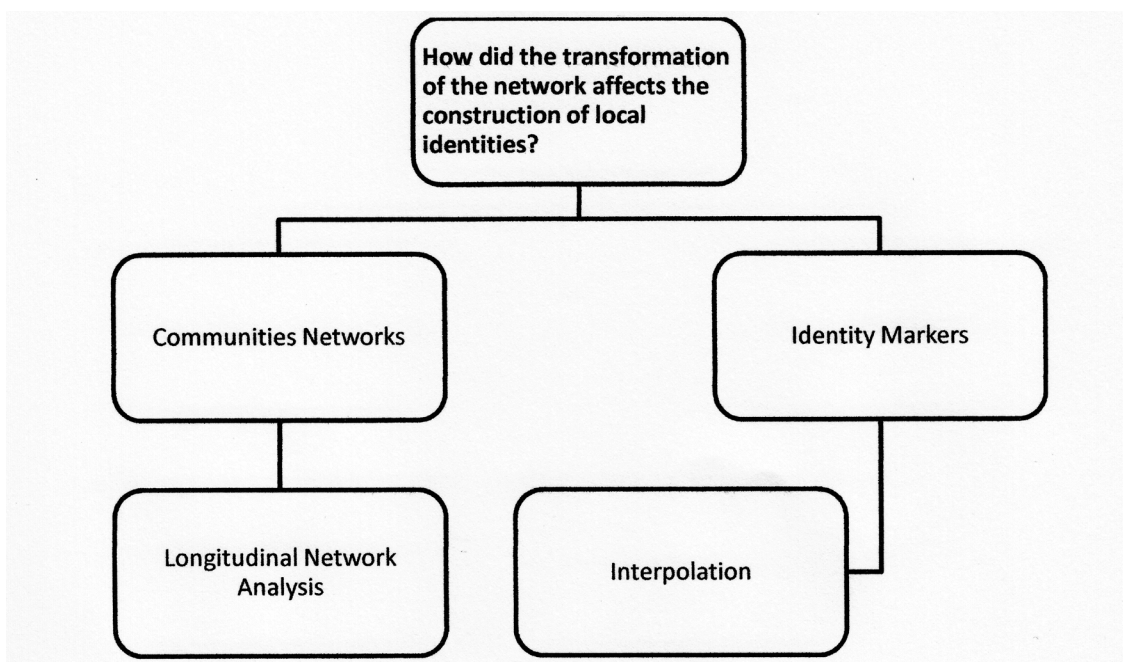 How did the transformation
of the network affects the
construction of local
identities?
Communities Networks
Identity Markers
Longitudinal Network
Analysis
Interpolation